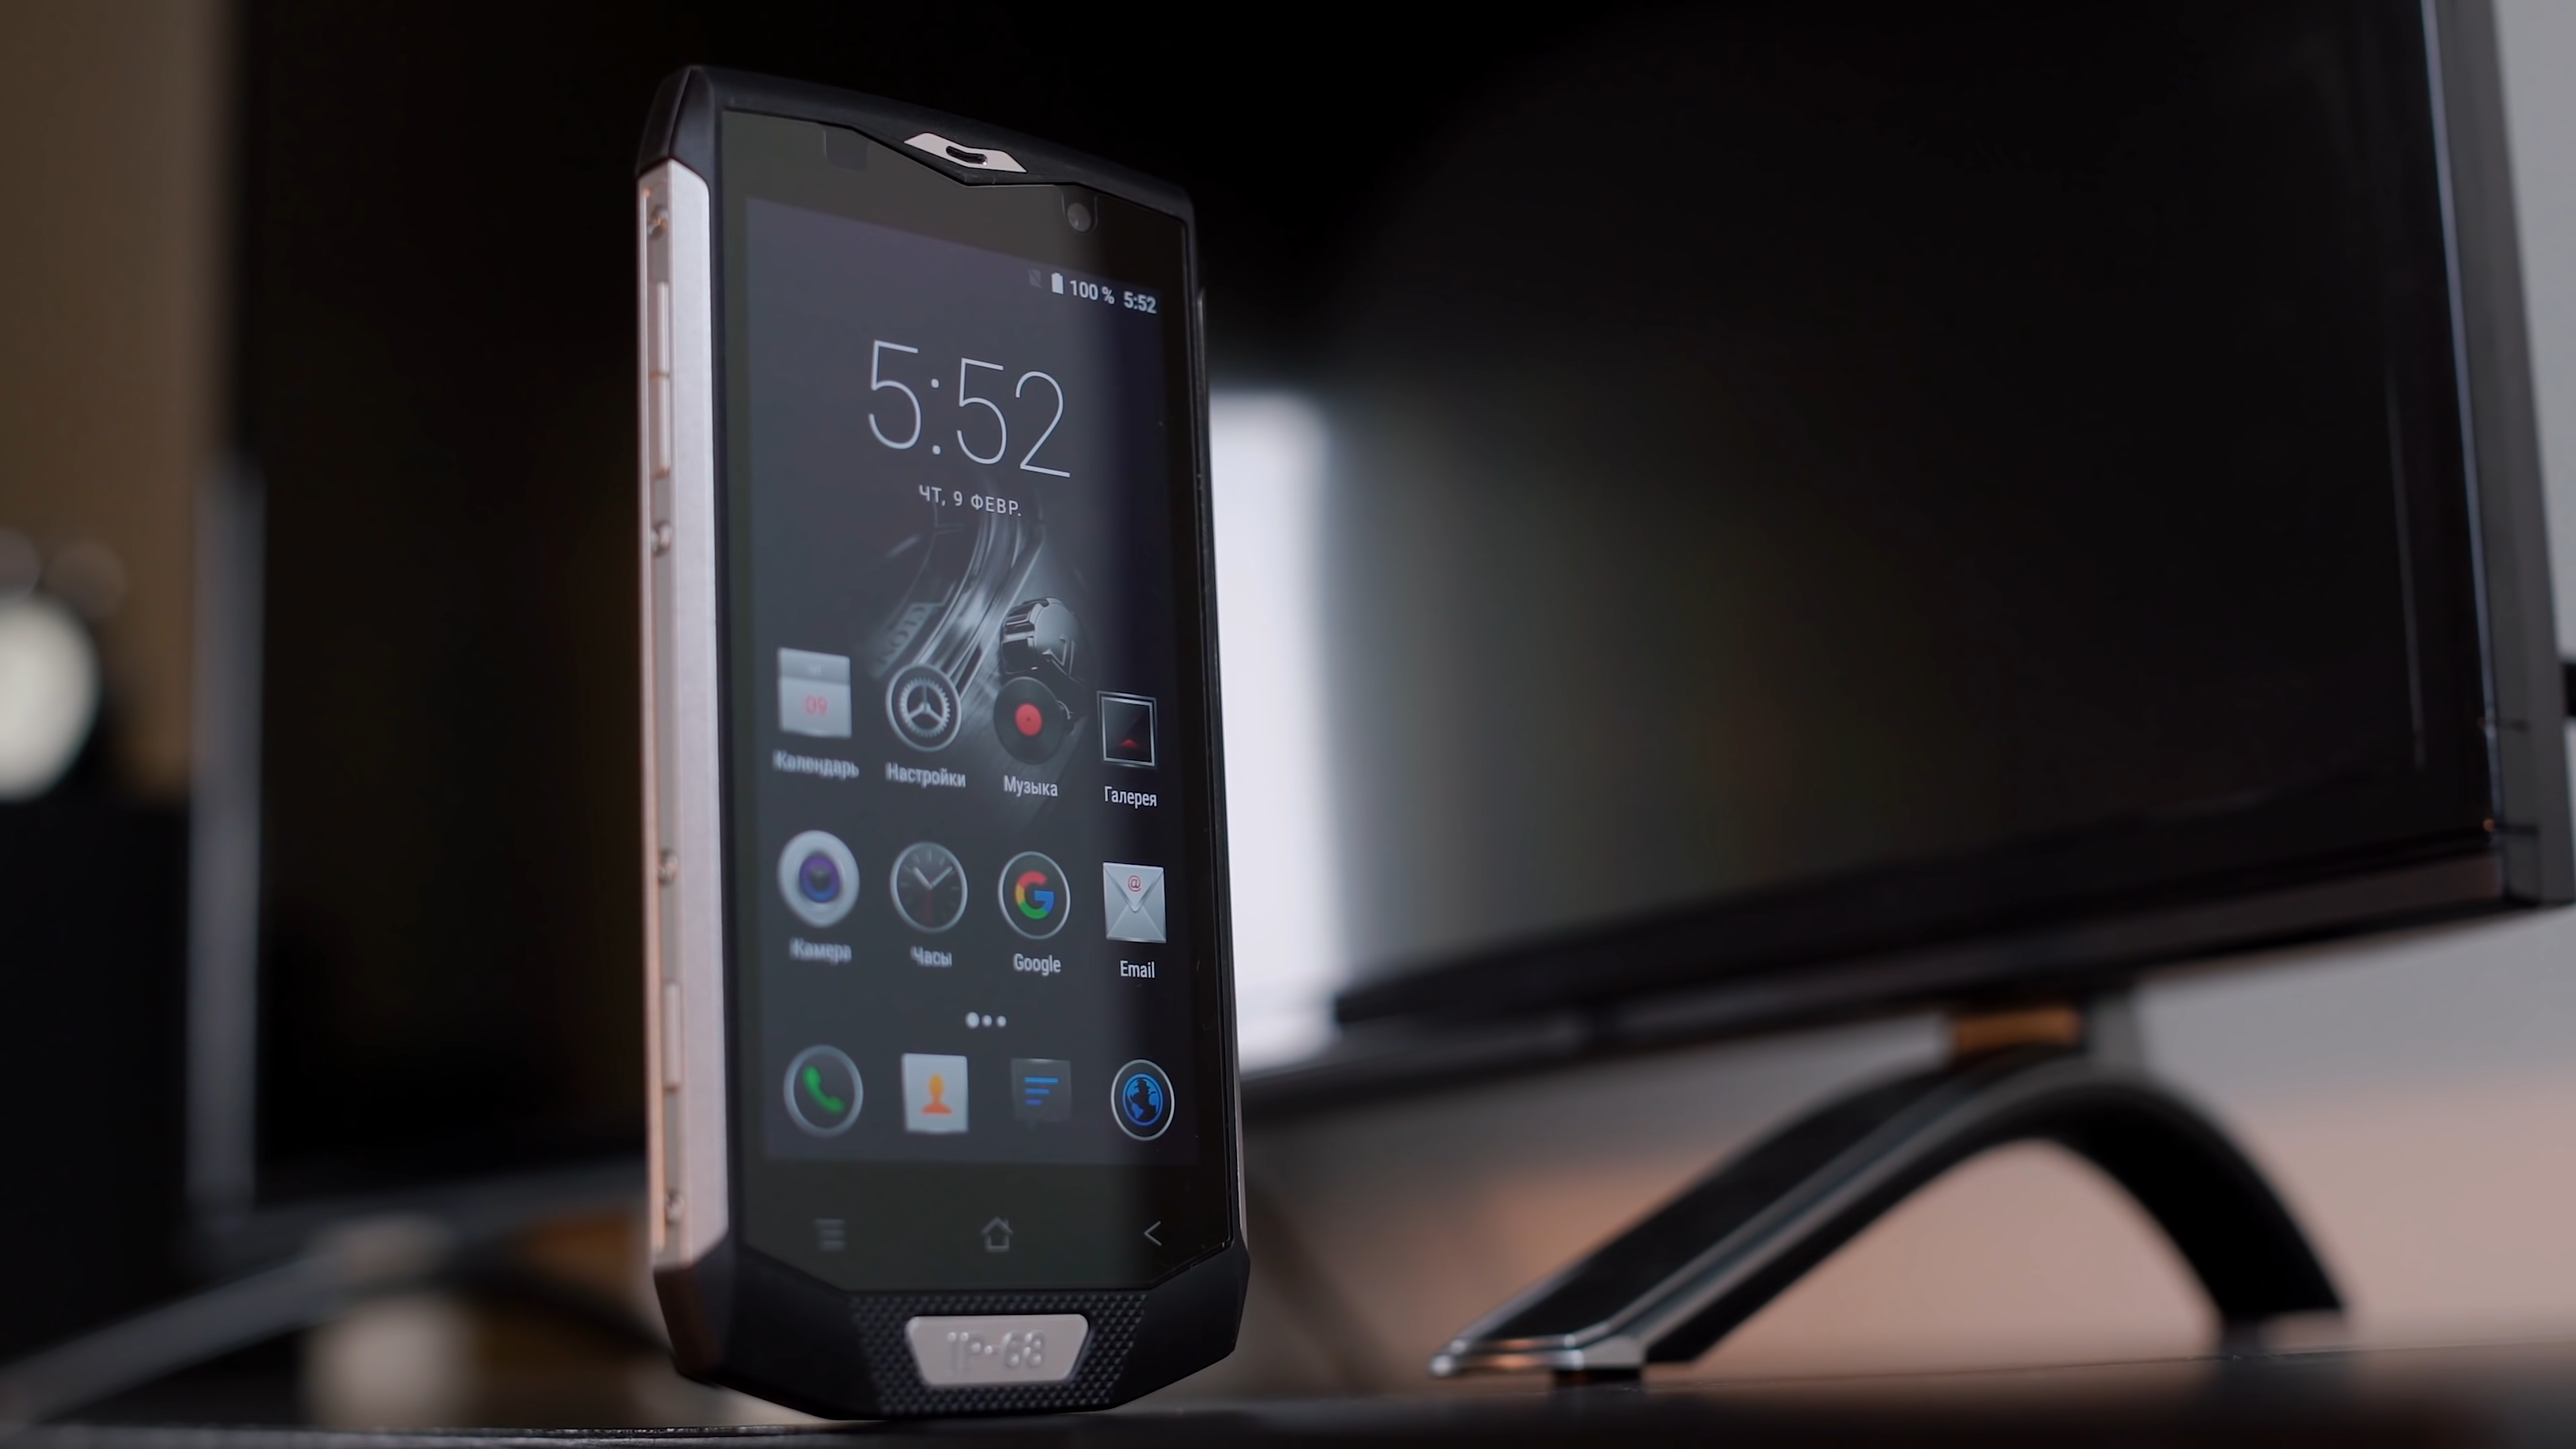 100 % 5:52
5:52
ЧТ, 9 ФЕВР.
09
Календарь Настройки Музыка Галерея
@
Камера Часы Google Email
IP-68